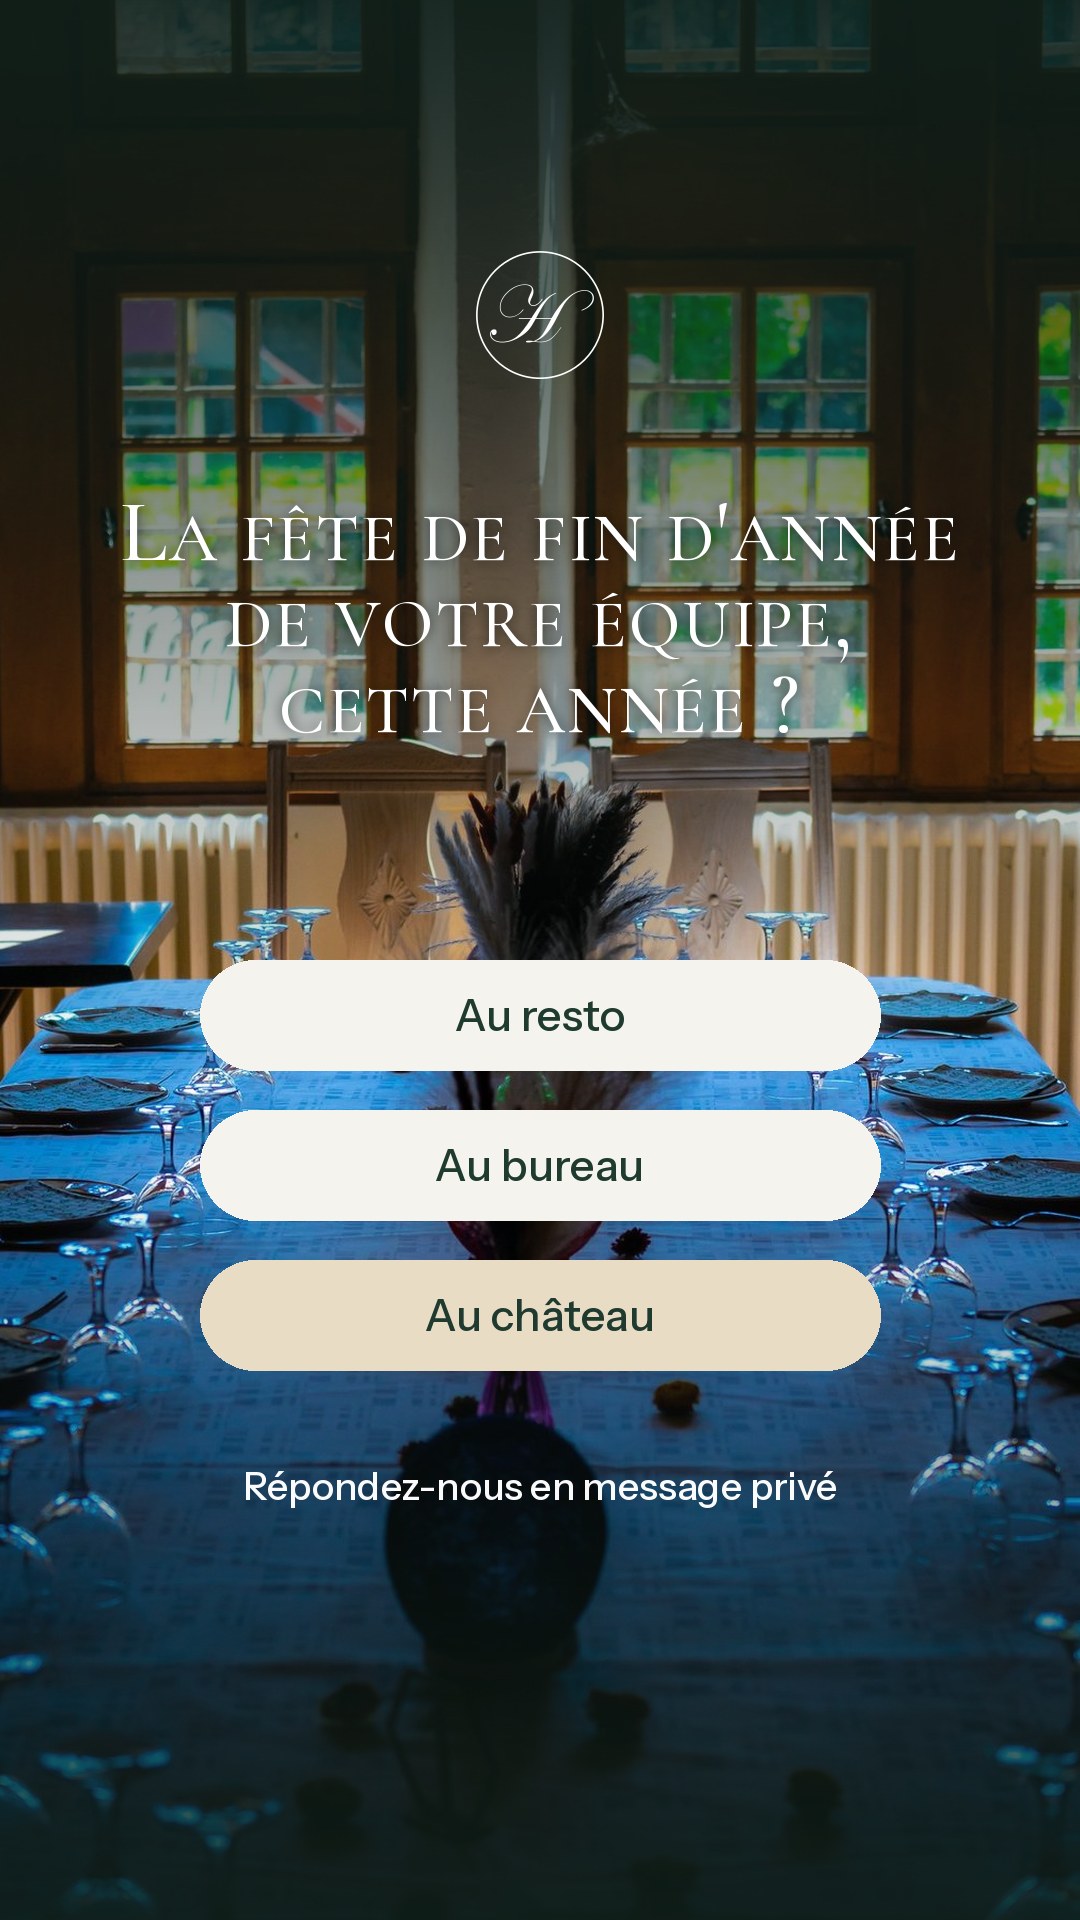 H
La fête de fin d'année
de votre équipe,
cette année ?
Au resto
Au bureau
Au château
Répondez-nous en message privé